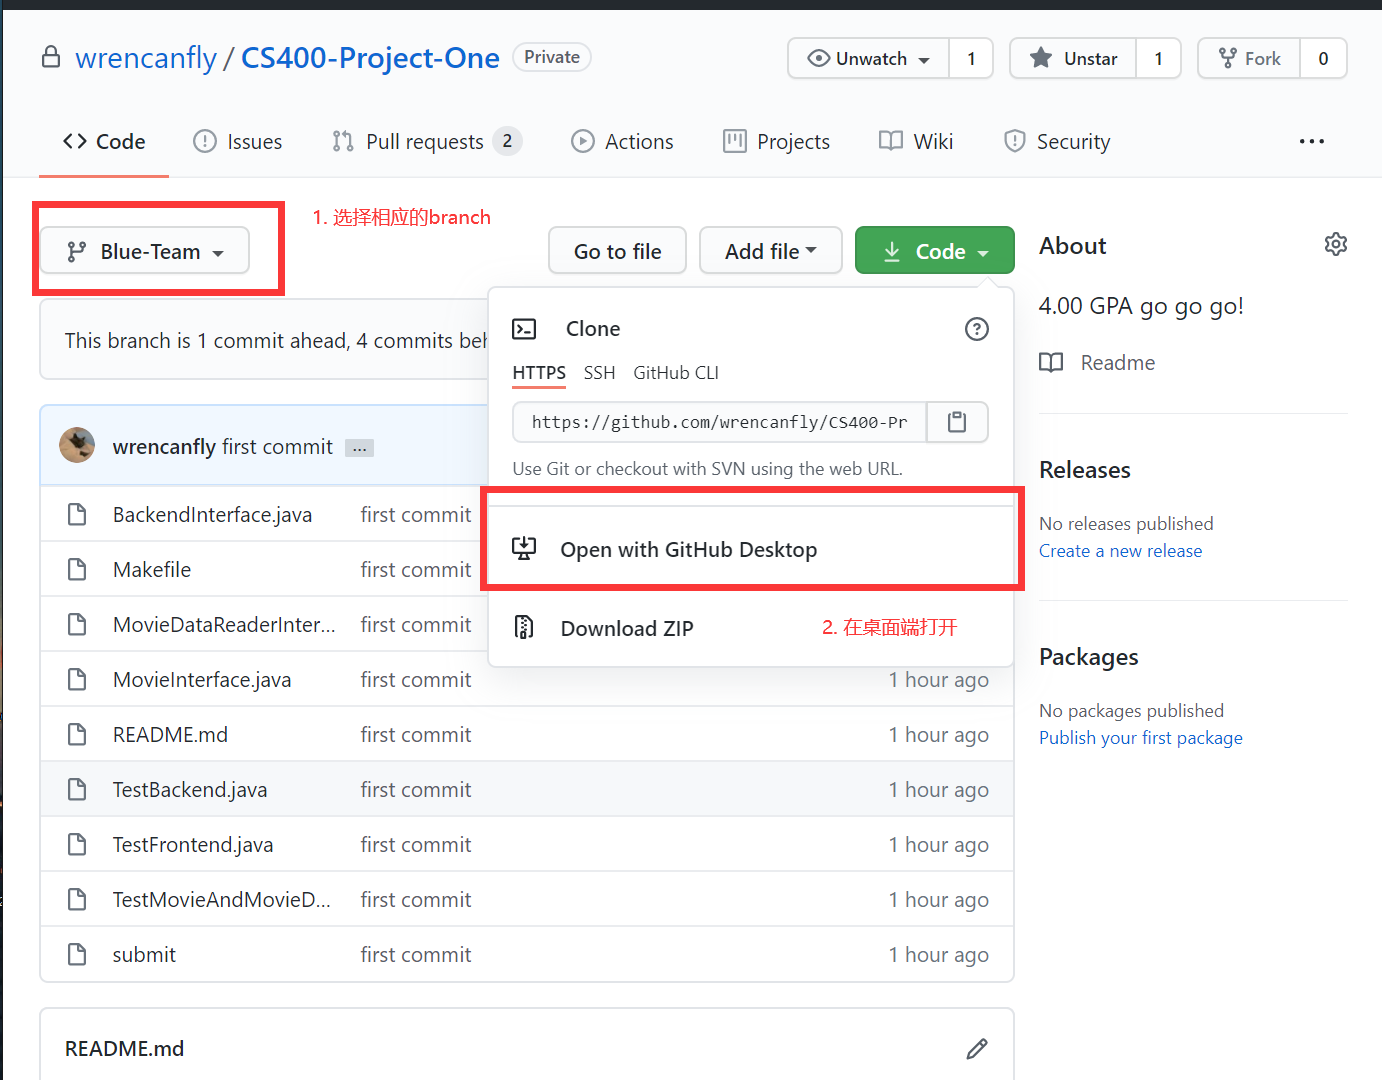 wrencanfly / CS400-Project-One Private
Unwatch 1 Unstar 1 Fork 0
Code Issues Pull requests 2 Actions Projects Wiki Security ...
1. 选择相应的branch
Blue-Team Go to file Add file Code
This branch is 1 commit ahead, 4 commits beh
Clone
HTTPS SSH GitHub CLI
https://github.com/wrencanfly/CS400-Pr
Use Git or checkout with SVN using the web URL.
Open with GitHub Desktop
Download ZIP 2. 在桌面端打开
wrencanfly first commit ...
BackendInterface.java first commit
Makefile first commit
MovieDataReaderInter... first commit
MovieInterface.java first commit 1 hour ago
README.md first commit 1 hour ago
TestBackend.java first commit 1 hour ago
TestFrontend.java first commit 1 hour ago
TestMovieAndMovieD... first commit 1 hour ago
submit first commit 1 hour ago
README.md
About
4.00 GPA go go go!
Readme
Releases
No releases published
Create a new release
Packages
No packages published
Publish your first package